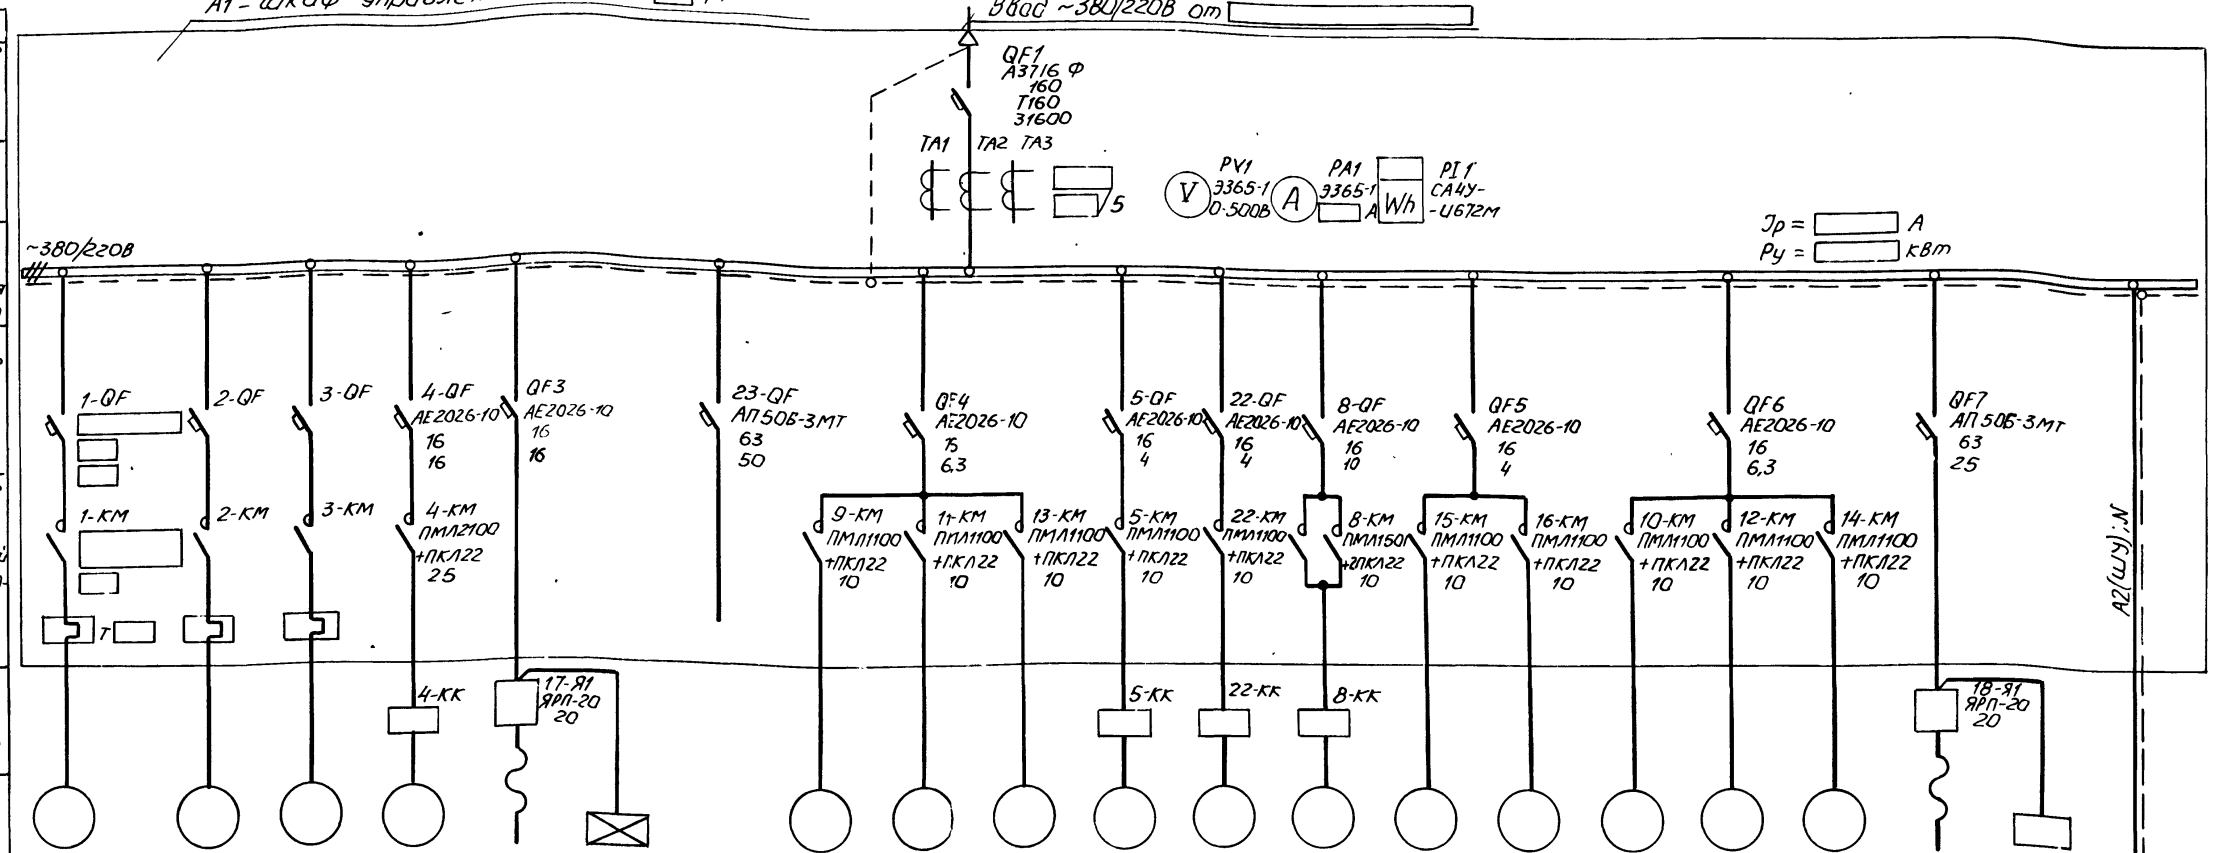 А1 - шкаф
Ввод ~380/220В от
QF1
А3716 Ф
160
Т160
З1600
ТА1
ТА2
ТА3
/5
V
PV1
Э365-1
0-500В
A
PA1
Э365-1
А
Wh
PI1
СА4У-
-И672М
Jр = А
Ру = кВт
~380/220В
1-QF
2-QF
3-QF
4-QF
АЕ2026-10
16
16
QF3
АЕ2026-10
16
16
23-QF
АП50Б-3МТ
63
50
QF4
АЕ2026-10
6,3
5-QF
АЕ2026-10
16
4
22-QF
АЕ2026-10
16
4
8-QF
АЕ2026-10
16
10
QF5
АЕ2026-10
16
4
QF6
АЕ2026-10
16
6,3
QF7
АП50Б-3МТ
63
25
1-КМ
2-КМ
3-КМ
4-КМ
ПМЛ2100
+ПКЛ22
25
9-КМ
ПМЛ1100
+ПКЛ22
10
11-КМ
ПМЛ1100
+ПКЛ22
10
13-КМ
ПМЛ1100
+ПКЛ22
10
5-КМ
ПМЛ1100
+ПКЛ22
10
22-КМ
ПМЛ1100
+ПКЛ22
10
8-КМ
ПМЛ150
+2ПКЛ22
10
15-КМ
ПМЛ1100
+ПКЛ22
10
16-КМ
ПМЛ1100
+ПКЛ22
10
10-КМ
ПМЛ1100
+ПКЛ22
10
12-КМ
ПМЛ1100
+ПКЛ22
10
14-КМ
ПМЛ1100
+ПКЛ22
10
А2(ШУ); N
Т
4-КК
17-Я1
ЯРП-20
20
5-КК
22-КК
8-КК
18-Я1
ЯРП-20
20